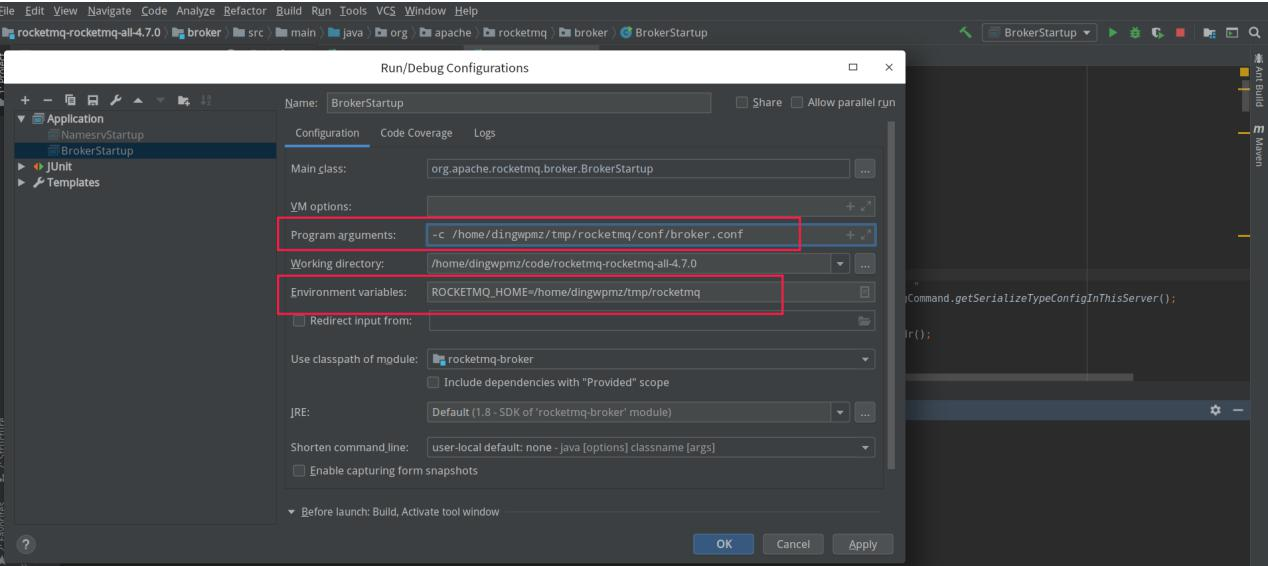 File Edit View Navigate Code Analyze Refactor Build Run Tools VCS Window Help
rocketmq-rocketmq-all-4.7.0 broker src main java org apache rocketmq broker BrokerStartup BrokerStartup
Run/Debug Configurations
Name: BrokerStartup Share Allow parallel run
Application
NamesrvStartup
BrokerStartup
JUnit
Templates
Configuration Code Coverage Logs
Main class: org.apache.rocketmq.broker.BrokerStartup ...
VM options:
Program arguments: -c /home/dingwpmz/tmp/rocketmq/conf/broker.conf
Working directory: /home/dingwpmz/code/rocketmq-rocketmq-all-4.7.0 ...
Environment variables: ROCKETMQ_HOME=/home/dingwpmz/tmp/rocketmq
Redirect input from:
Use classpath of module: rocketmq-broker
Include dependencies with "Provided" scope
JRE: Default (1.8 - SDK of 'rocketmq-broker' module) ...
Shorten command line: user-local default: none - java [options] classname [args]
Enable capturing form snapshots
Before launch: Build, Activate tool window
? OK Cancel Apply
"
Command.getSerializeTypeConfigInThisServer();
dr();
Ant Build
m Maven